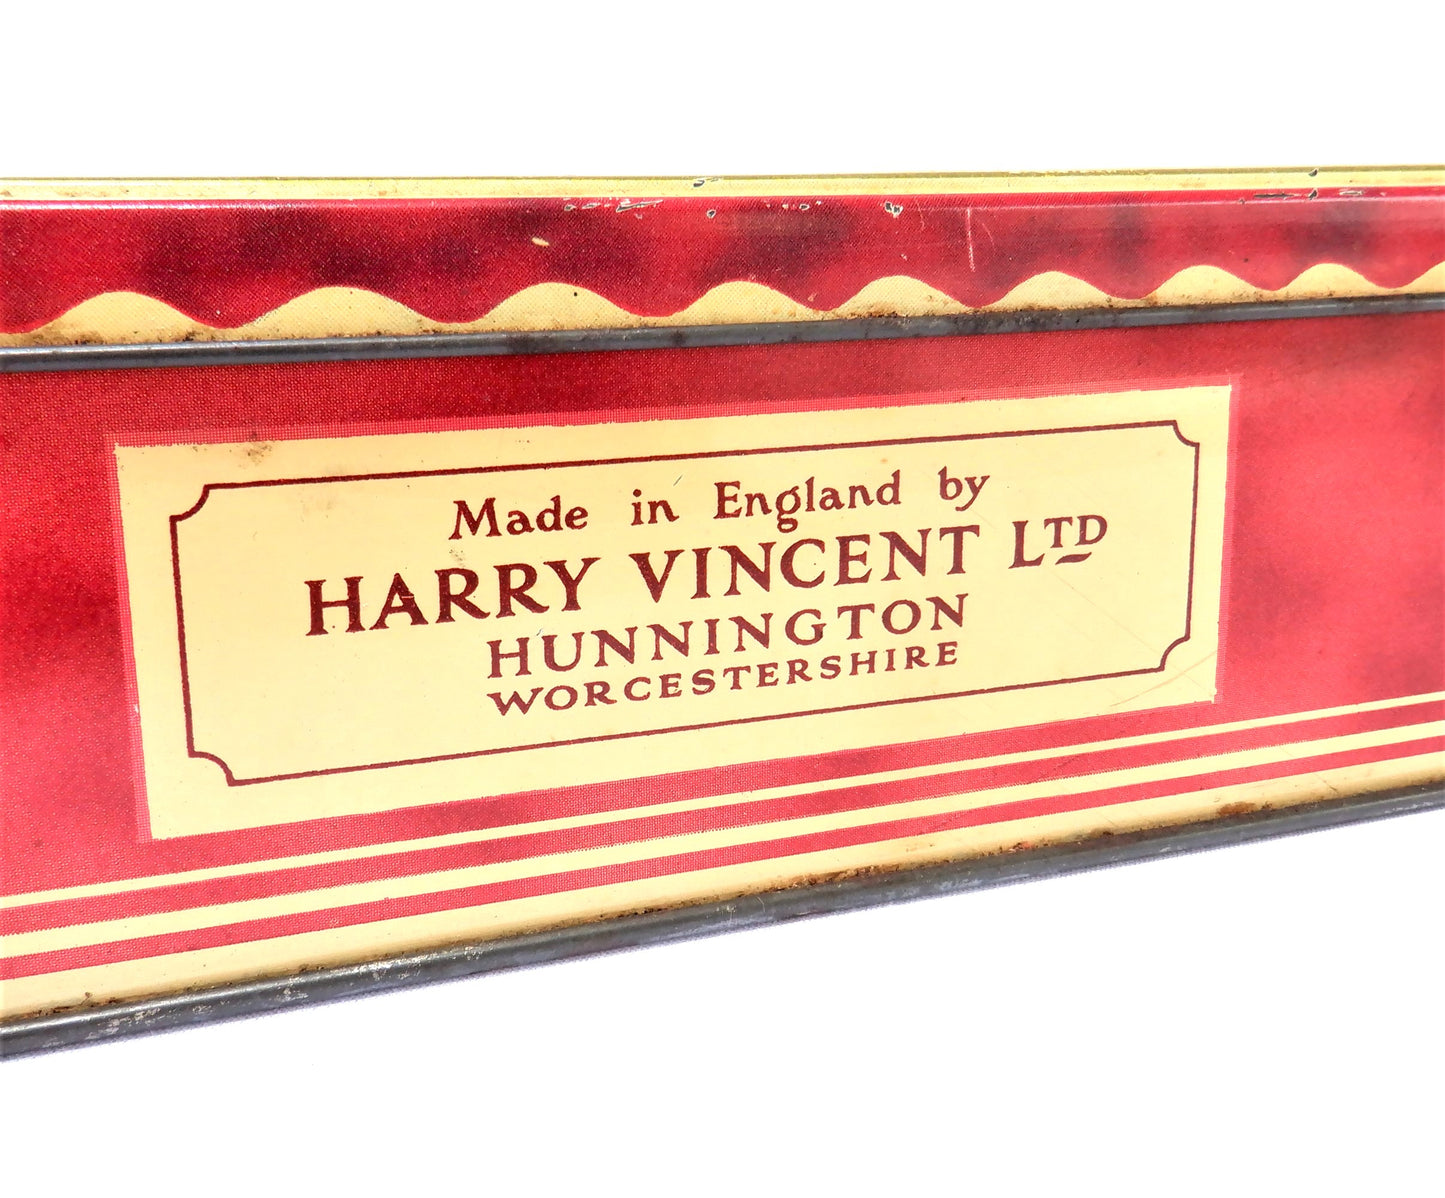 Made in England by
HARRY VINCENT LTD
HUNNINGTON
WORCESTERSHIRE